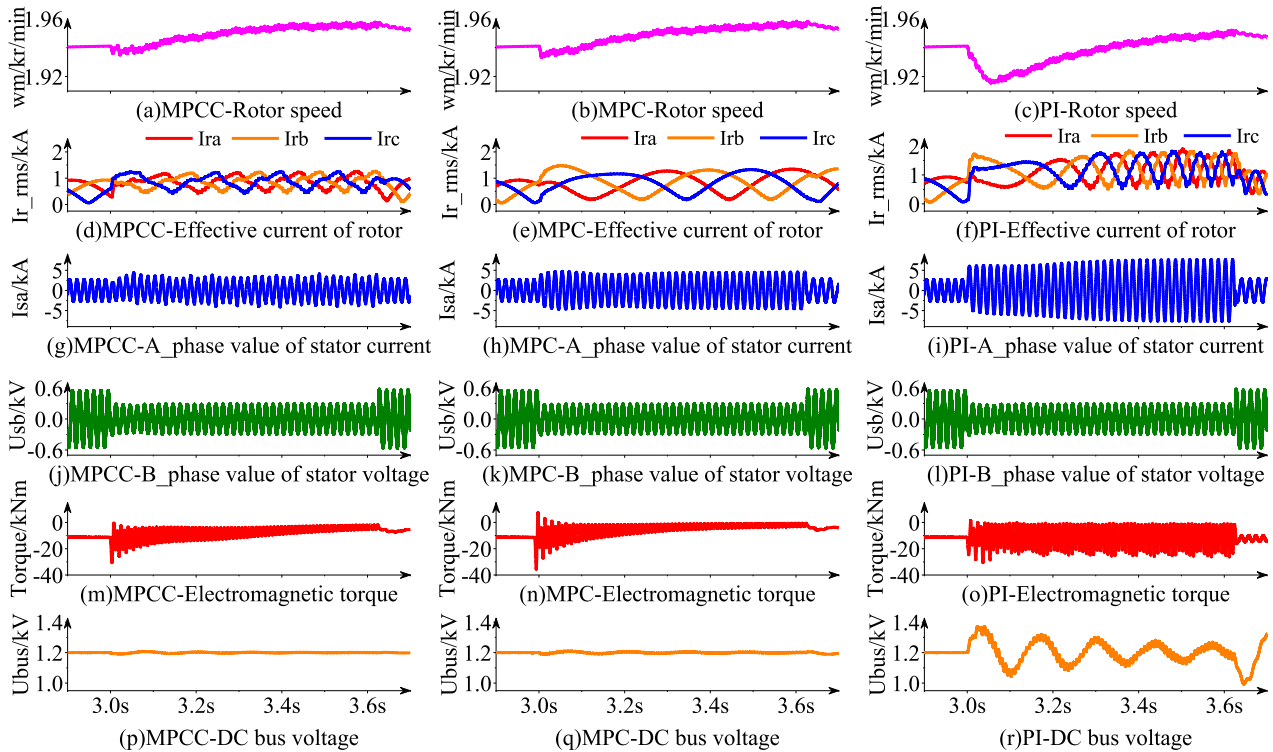 wm/kr/min 1.96 1.92
(a)MPCC-Rotor speed
wm/kr/min 1.96 1.92
(b)MPC-Rotor speed
wm/kr/min 1.96 1.92
(c)PI-Rotor speed
Ira Irb Irc
Ir_rms/kA 2 1 0
(d)MPCC-Effective current of rotor
Ira Irb Irc
Ir_rms/kA 2 1 0
(e)MPC-Effective current of rotor
Ira Irb Irc
Ir_rms/kA 2 1 0
(f)PI-Effective current of rotor
Isa/kA 5 0 -5
(g)MPCC-A_phase value of stator current
Isa/kA 5 0 -5
(h)MPC-A_phase value of stator current
Isa/kA 5 0 -5
(i)PI-A_phase value of stator current
Usb/kV 0.6 0.0 -0.6
(j)MPCC-B_phase value of stator voltage
Usb/kV 0.6 0.0 -0.6
(k)MPC-B_phase value of stator voltage
Usb/kV 0.6 0.0 -0.6
(l)PI-B_phase value of stator voltage
Torque/kNm 0 -20 -40
(m)MPCC-Electromagnetic torque
Torque/kNm 0 -20 -40
(n)MPC-Electromagnetic torque
Torque/kNm 0 -20 -40
(o)PI-Electromagnetic torque
Ubus/kV 1.4 1.2 1.0
3.0s 3.2s 3.4s 3.6s
(p)MPCC-DC bus voltage
Ubus/kV 1.4 1.2 1.0
3.0s 3.2s 3.4s 3.6s
(q)MPC-DC bus voltage
Ubus/kV 1.4 1.2 1.0
3.0s 3.2s 3.4s 3.6s
(r)PI-DC bus voltage